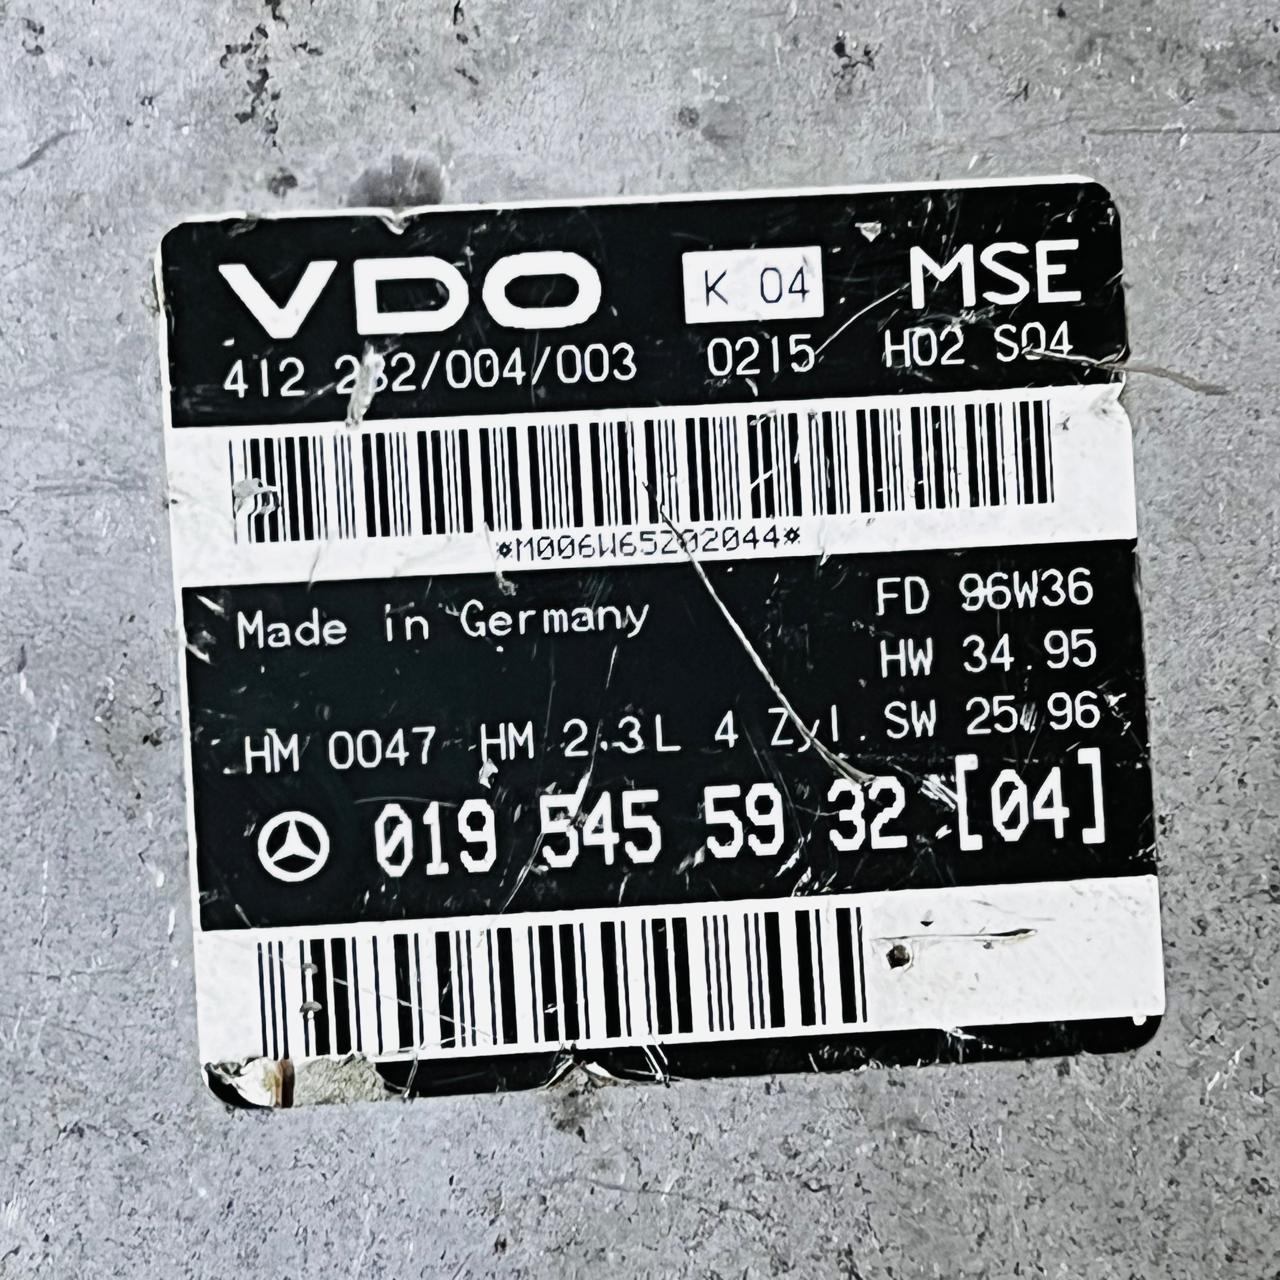 VDO K 04 MSE
412.232/004/003 0215 H02 S04
*M006W65202044*
Made in Germany FD 96W36
HW 34.95
HM 0047 HM 2.3L 4 Zyl. SW 25.96
019 545 59 32 [04]